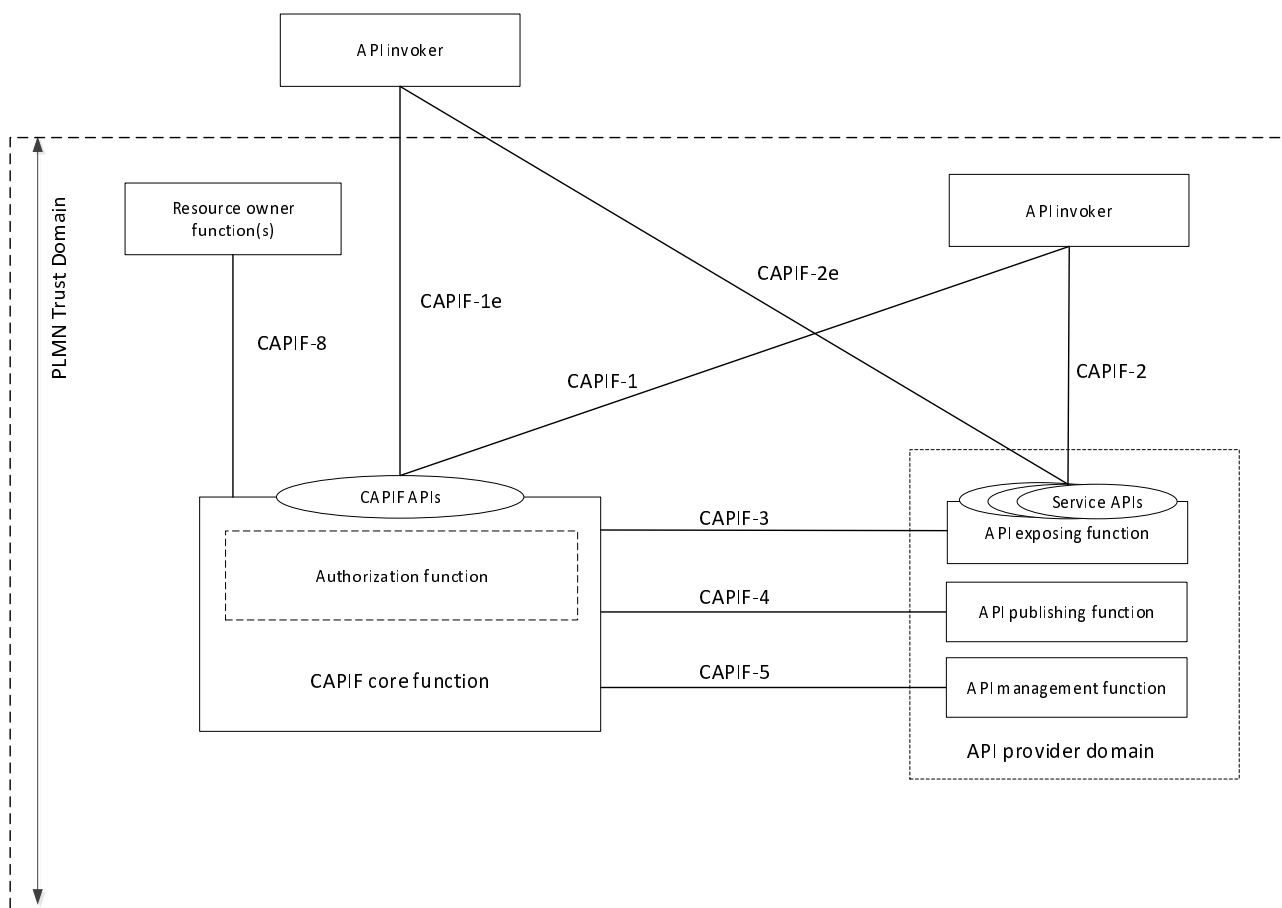 API invoker
PLMN Trust Domain
Resource owner
function(s)
API invoker
CAPIF-2e
CAPIF-1e
CAPIF-8
CAPIF-1
CAPIF-2
CAPIF APIs
Service APIs
CAPIF-3
API exposing function
Authorization function
CAPIF-4
API publishing function
CAPIF core function
CAPIF-5
API management function
API provider domain